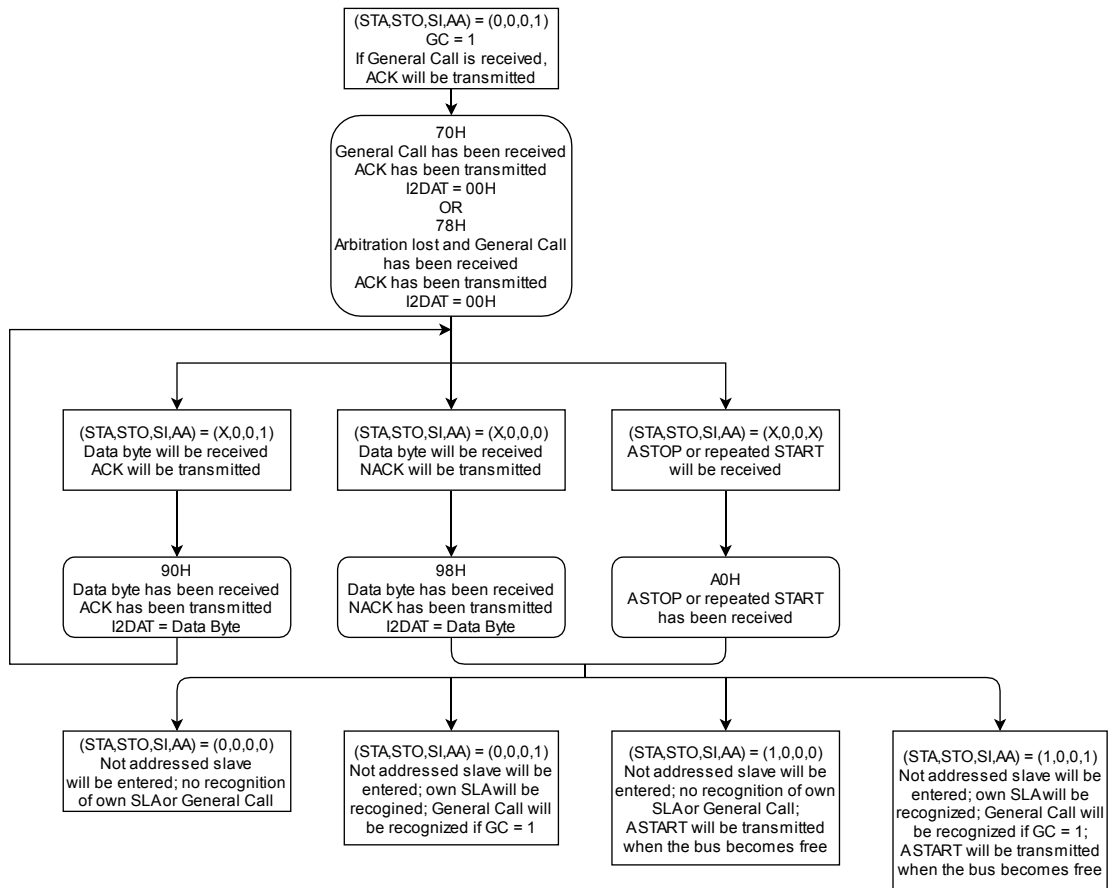 (STA,STO,SI,AA) = (0,0,0,1)
GC = 1
If General Call is received,
ACK will be transmitted
70H
General Call has been received
ACK has been transmitted
I2DAT = 00H
OR
78H
Arbitration lost and General Call
has been received
ACK has been transmitted
I2DAT = 00H
(STA,STO,SI,AA) = (X,0,0,1)
Data byte will be received
ACK will be transmitted
(STA,STO,SI,AA) = (X,0,0,0)
Data byte will be received
NACK will be transmitted
(STA,STO,SI,AA) = (X,0,0,X)
ASTOP or repeated START
will be received
90H
Data byte has been received
ACK has been transmitted
I2DAT = Data Byte
98H
Data byte has been received
NACK has been transmitted
I2DAT = Data Byte
A0H
ASTOP or repeated START
has been received
(STA,STO,SI,AA) = (0,0,0,0)
Not addressed slave
will be entered; no recognition
of own SLAor General Call
(STA,STO,SI,AA) = (0,0,0,1)
Not addressed slave will be
entered; own SLAwill be
recogined; General Call will
be recognized if GC = 1
(STA,STO,SI,AA) = (1,0,0,0)
Not addressed slave will be
entered; no recognition of own
SLAor General Call;
ASTART will be transmitted
when the bus becomes free
(STA,STO,SI,AA) = (1,0,0,1)
Not addressed slave will be
entered; own SLAwill be
recognized; General Call will
be recognized if GC = 1;
ASTART will be transmitted
when the bus becomes free